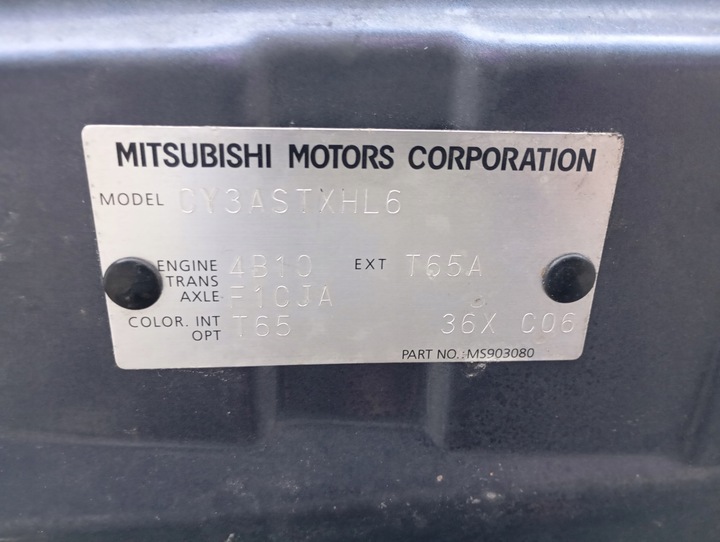 MITSUBISHI MOTORS CORPORATION
MODEL CY3ASTXHL6
ENGINE 4B10 EXT T65A
TRANS
AXLE F1CJA
COLOR. INT T65 36X C06
OPT
PART NO.: MS903080